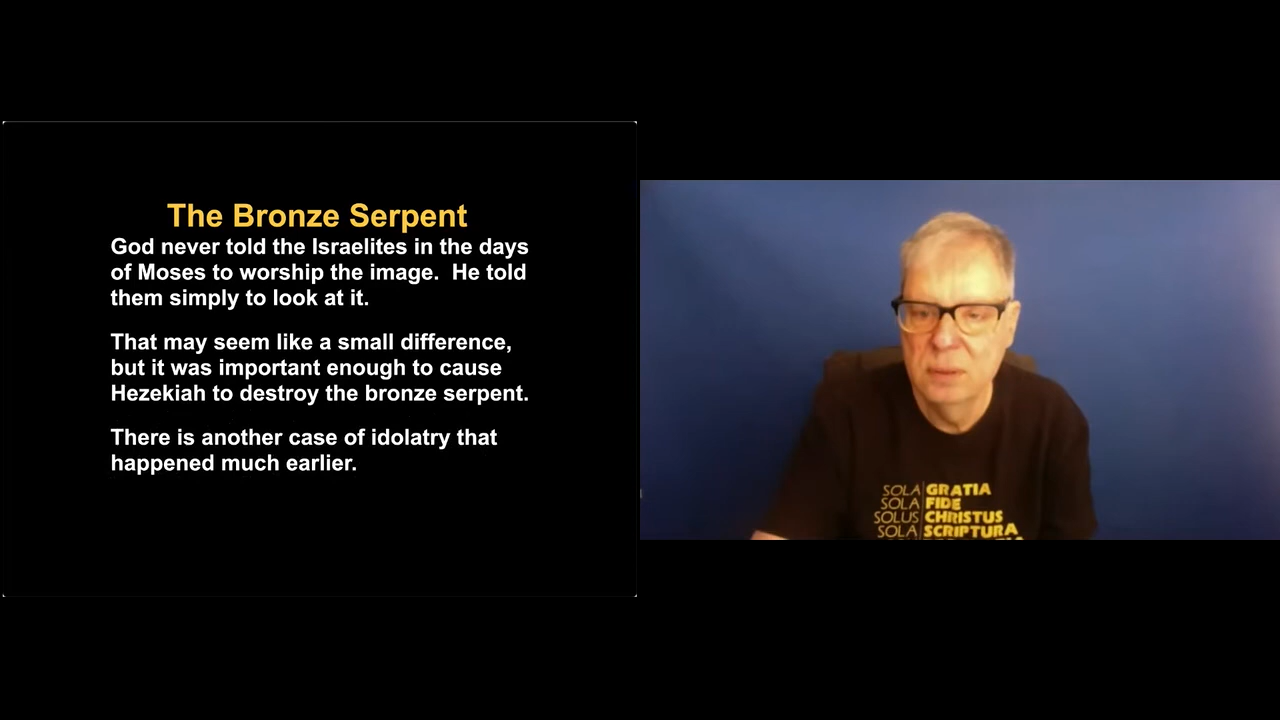 The Bronze Serpent
God never told the Israelites in the days
of Moses to worship the image.  He told
them simply to look at it.
That may seem like a small difference,
but it was important enough to cause
Hezekiah to destroy the bronze serpent.
There is another case of idolatry that
happened much earlier.
SOLA GRATIA
SOLA FIDE
SOLUS CHRISTUS
SOLA SCRIPTURA